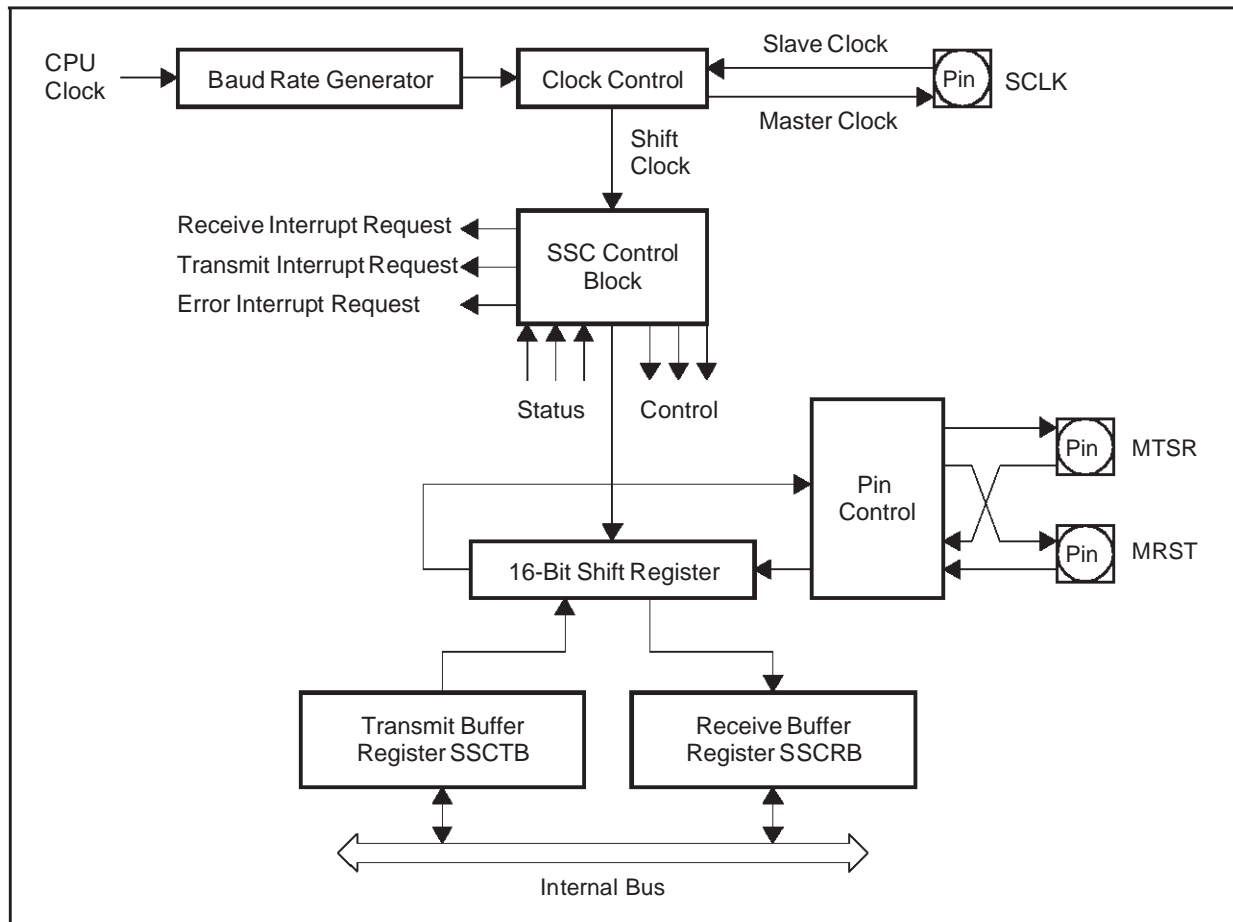 CPU
Clock
Baud Rate Generator
Clock Control
Slave Clock
Master Clock
Pin
SCLK
Shift
Clock
Receive Interrupt Request
Transmit Interrupt Request
Error Interrupt Request
SSC Control
Block
Status
Control
Pin
Control
Pin
MTSR
Pin
MRST
16-Bit Shift Register
Transmit Buffer
Register SSCTB
Receive Buffer
Register SSCRB
Internal Bus